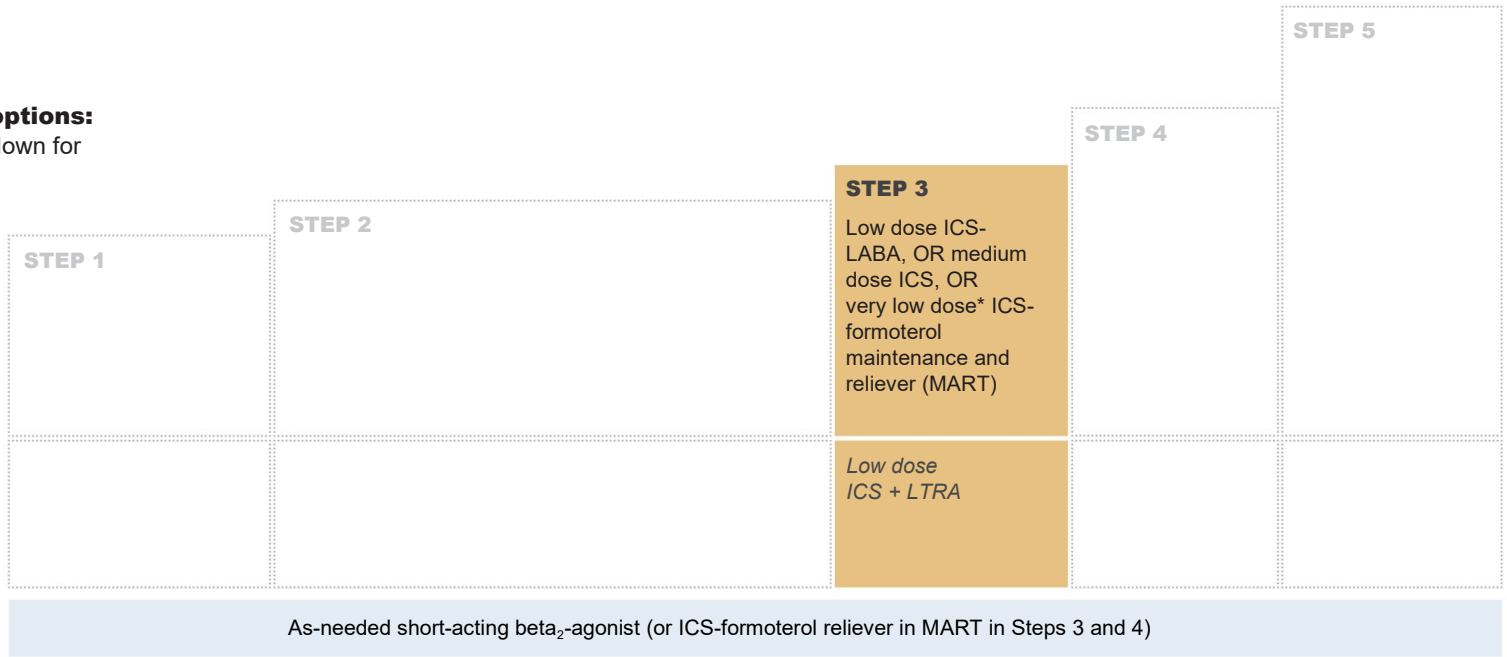 STEP 5
options:
STEP 4
STEP 3
STEP 2
Low dose ICS-
LABA, OR medium
dose ICS, OR
very low dose* ICS-
formoterol
maintenance and
reliever (MART)
STEP 1
Low dose
ICS + LTRA
As-needed short-acting beta₂-agonist (or ICS-formoterol reliever in MART in Steps 3 and 4)